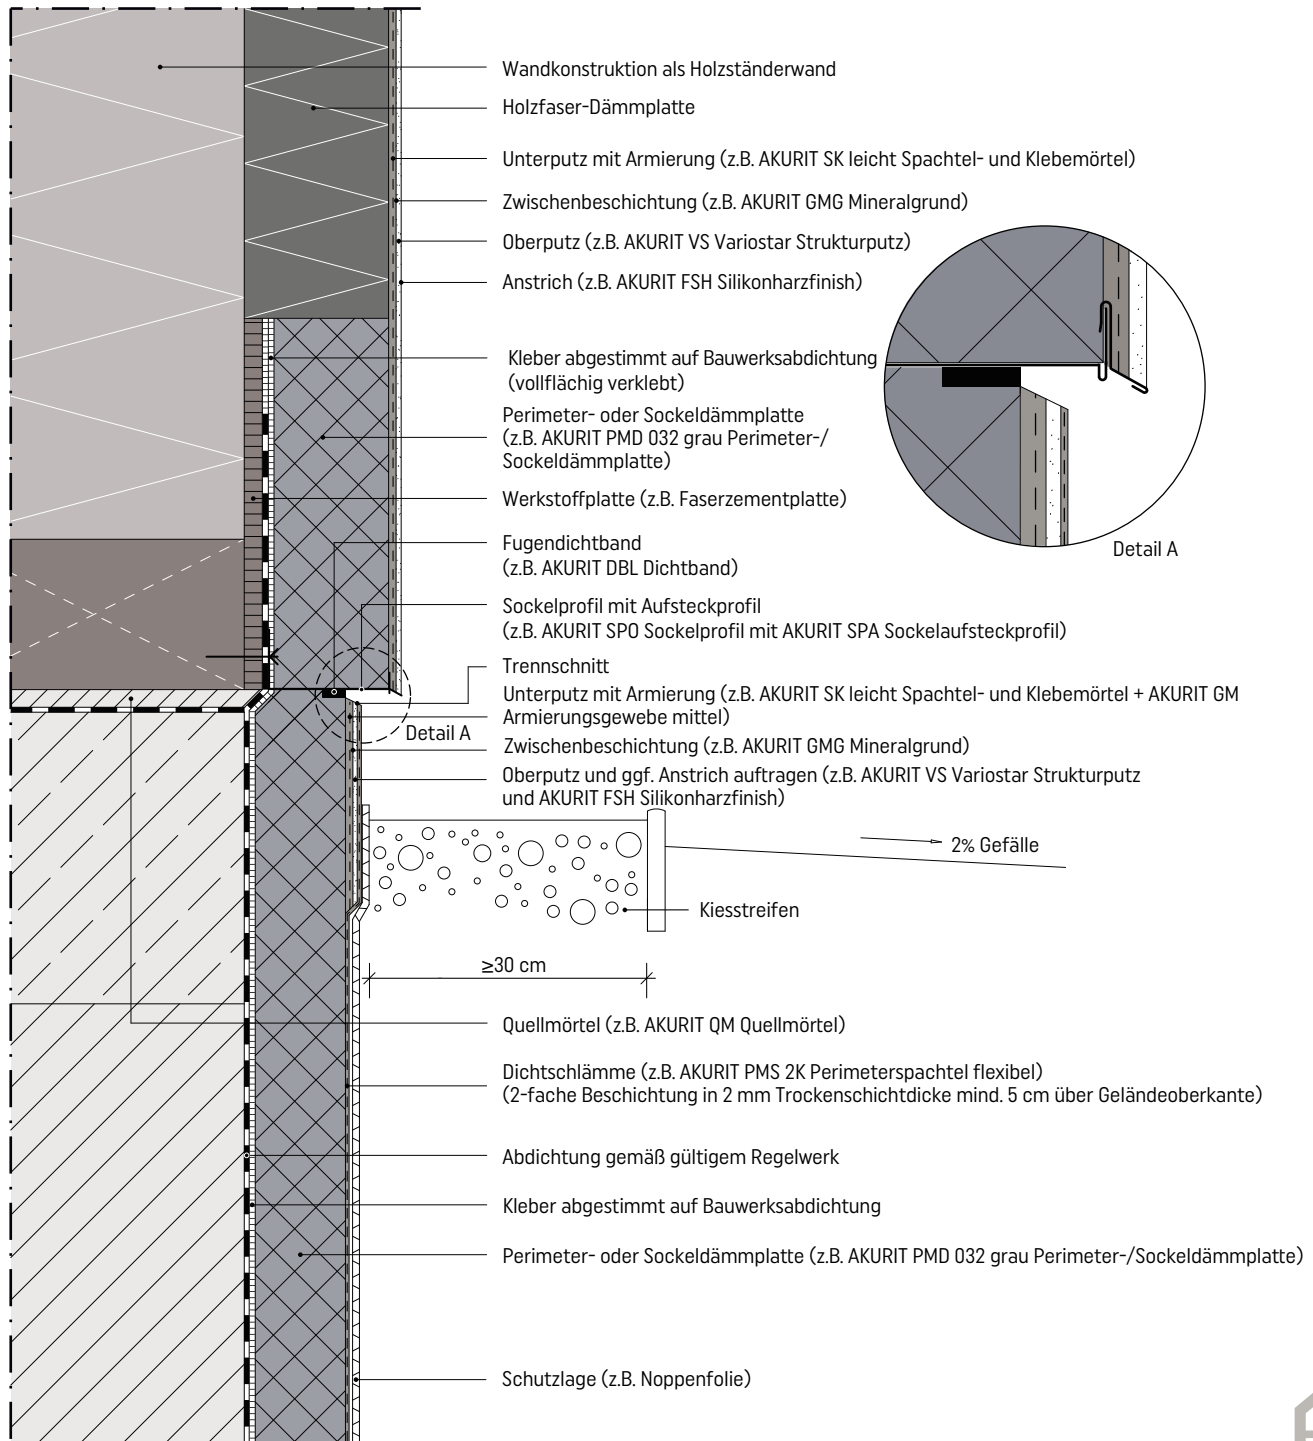 Wandkonstruktion als Holzständerwand
Holzfaser-Dämmplatte
Unterputz mit Armierung (z.B. AKURIT SK leicht Spachtel- und Klebemörtel)
Zwischenbeschichtung (z.B. AKURIT GMG Mineralgrund)
Oberputz (z.B. AKURIT VS Variostar Strukturputz)
Anstrich (z.B. AKURIT FSH Silikonharzfinish)
Kleber abgestimmt auf Bauwerksabdichtung
(vollflächig verklebt)
Perimeter- oder Sockeldämmplatte
(z.B. AKURIT PMD 032 grau Perimeter-/
Sockeldämmplatte)
Werkstoffplatte (z.B. Faserzementplatte)
Fugendichtband
(z.B. AKURIT DBL Dichtband)
Detail A
Sockelprofil mit Aufsteckprofil
(z.B. AKURIT SPO Sockelprofil mit AKURIT SPA Sockelaufsteckprofil)
Trennschnitt
Unterputz mit Armierung (z.B. AKURIT SK leicht Spachtel- und Klebemörtel + AKURIT GM
Armierungsgewebe mittel)
Detail A
Zwischenbeschichtung (z.B. AKURIT GMG Mineralgrund)
Oberputz und ggf. Anstrich auftragen (z.B. AKURIT VS Variostar Strukturputz
und AKURIT FSH Silikonharzfinish)
2% Gefälle
Kiesstreifen
≥30 cm
Quellmörtel (z.B. AKURIT QM Quellmörtel)
Dichtschlämme (z.B. AKURIT PMS 2K Perimeterspachtel flexibel)
(2-fache Beschichtung in 2 mm Trockenschichtdicke mind. 5 cm über Geländeoberkante)
Abdichtung gemäß gültigem Regelwerk
Kleber abgestimmt auf Bauwerksabdichtung
Perimeter- oder Sockeldämmplatte (z.B. AKURIT PMD 032 grau Perimeter-/Sockeldämmplatte)
Schutzlage (z.B. Noppenfolie)